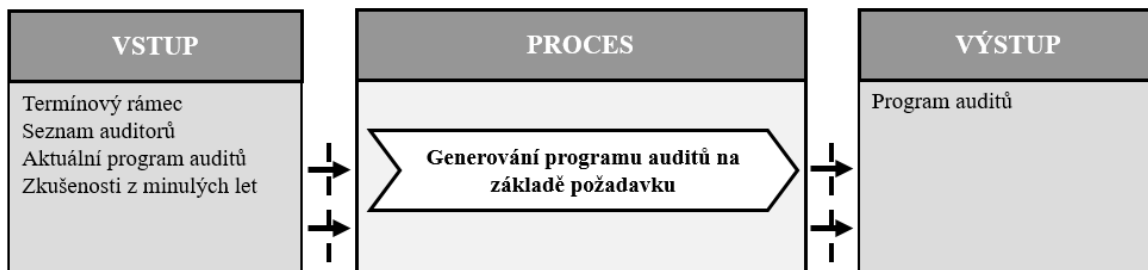 VSTUP
Termínový rámec
Seznam auditorů
Aktuální program auditů
Zkušenosti z minulých let
PROCES
Generování programu auditů na
základě požadavku
VÝSTUP
Program auditů